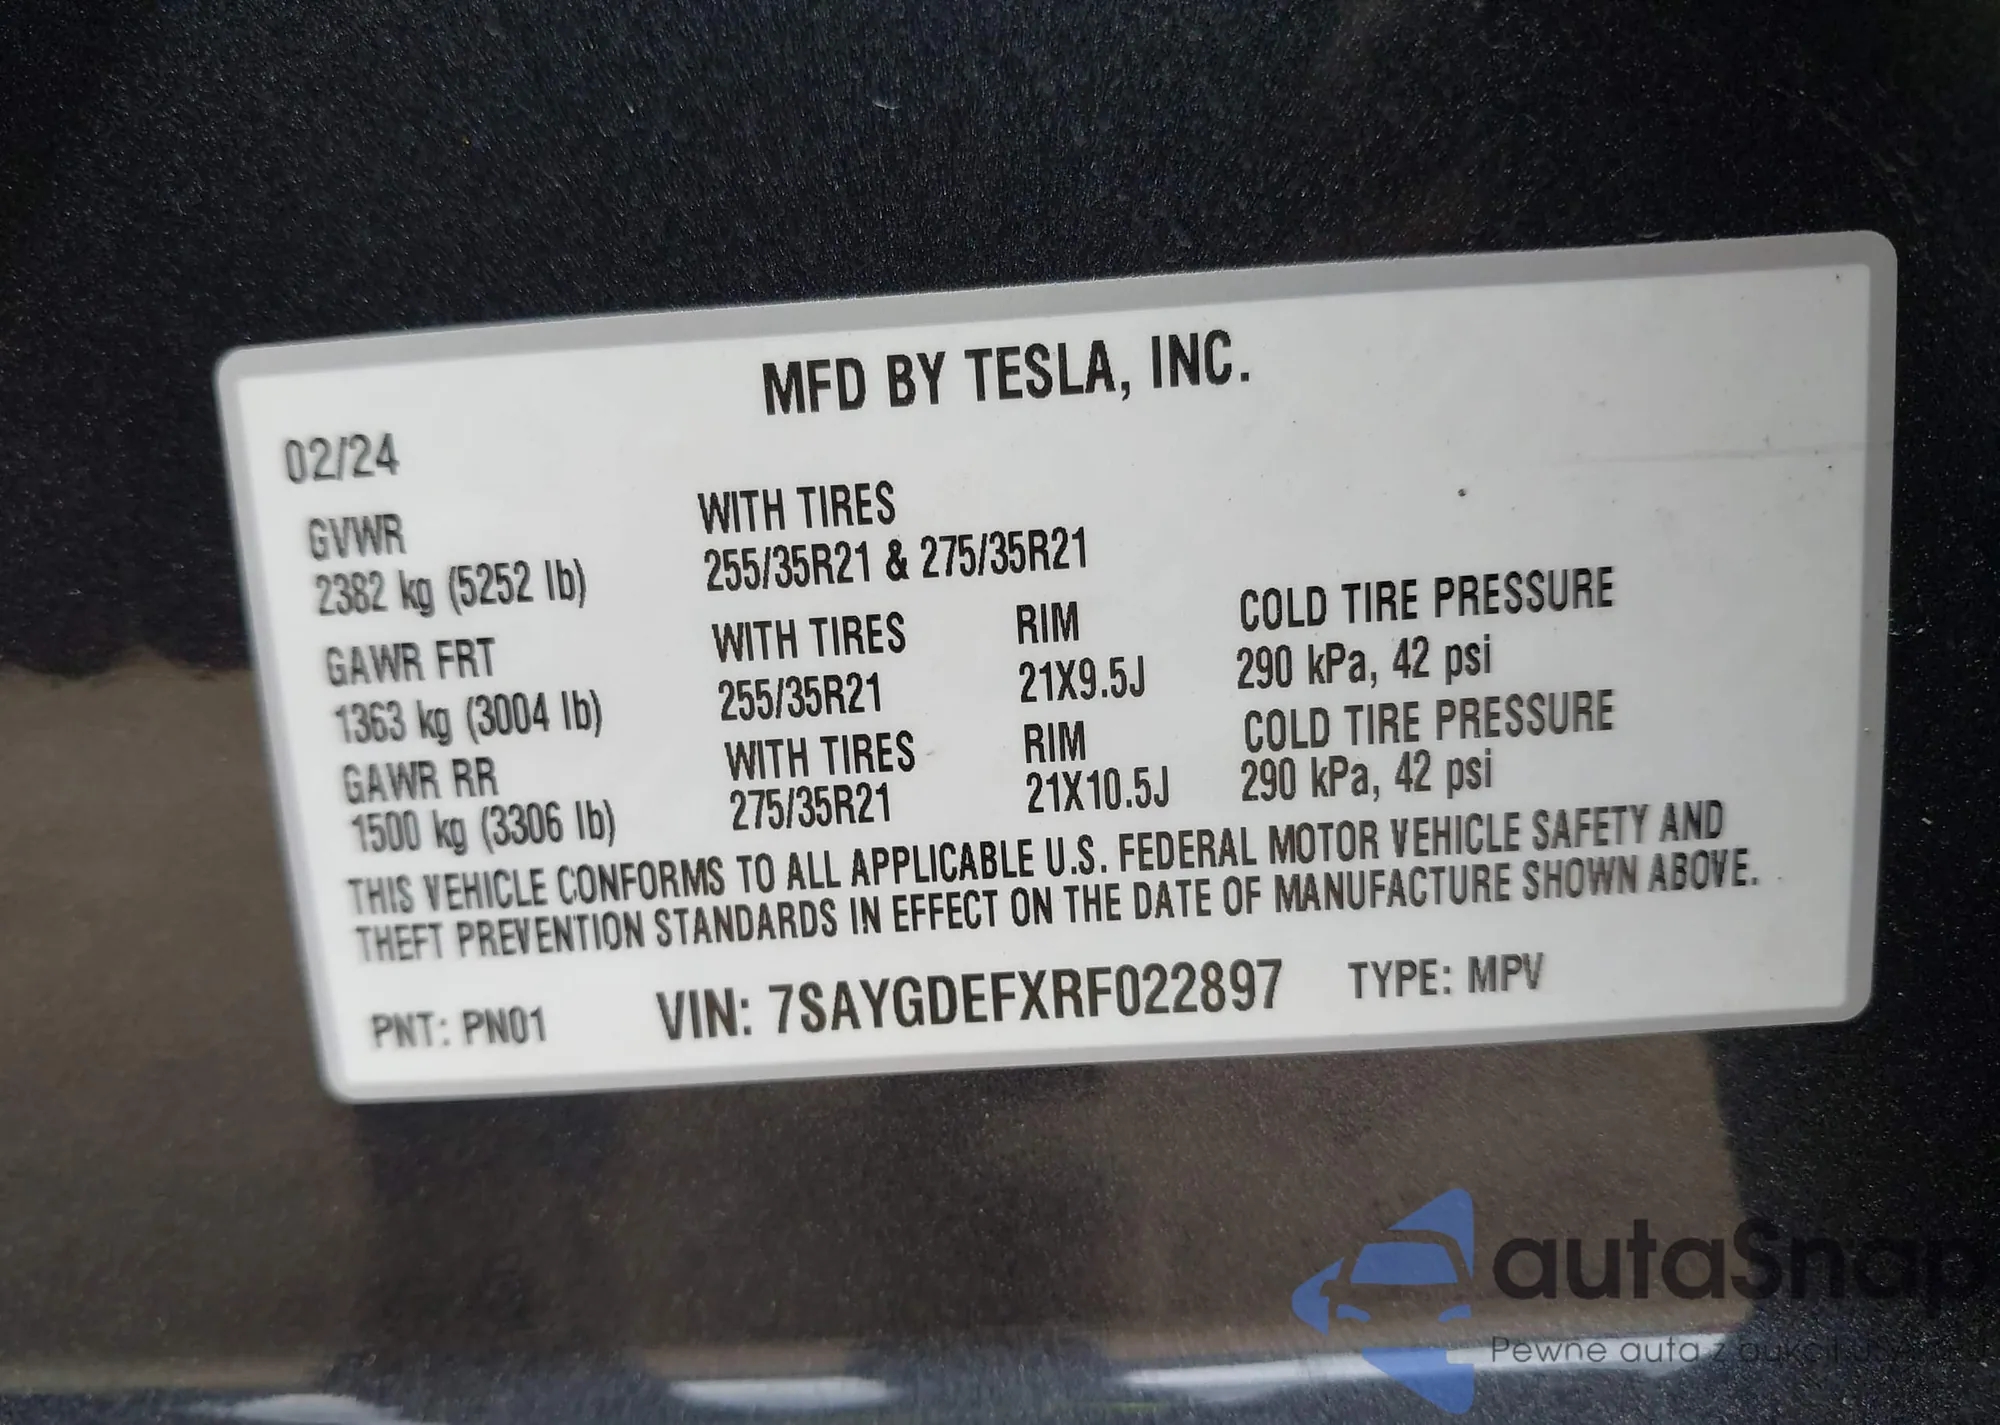 MFD BY TESLA, INC.
02/24
GVWR WITH TIRES
2382 kg (5252 lb) 255/35R21 & 275/35R21
GAWR FRT WITH TIRES RIM COLD TIRE PRESSURE
1363 kg (3004 lb) 255/35R21 21X9.5J 290 kPa, 42 psi
GAWR RR WITH TIRES RIM COLD TIRE PRESSURE
1500 kg (3306 lb) 275/35R21 21X10.5J 290 kPa, 42 psi
THIS VEHICLE CONFORMS TO ALL APPLICABLE U.S. FEDERAL MOTOR VEHICLE SAFETY AND
THEFT PREVENTION STANDARDS IN EFFECT ON THE DATE OF MANUFACTURE SHOWN ABOVE.
PNT: PN01 VIN: 7SAYGDEFXRF022897 TYPE: MPV
autaSnap
Pewne auta z